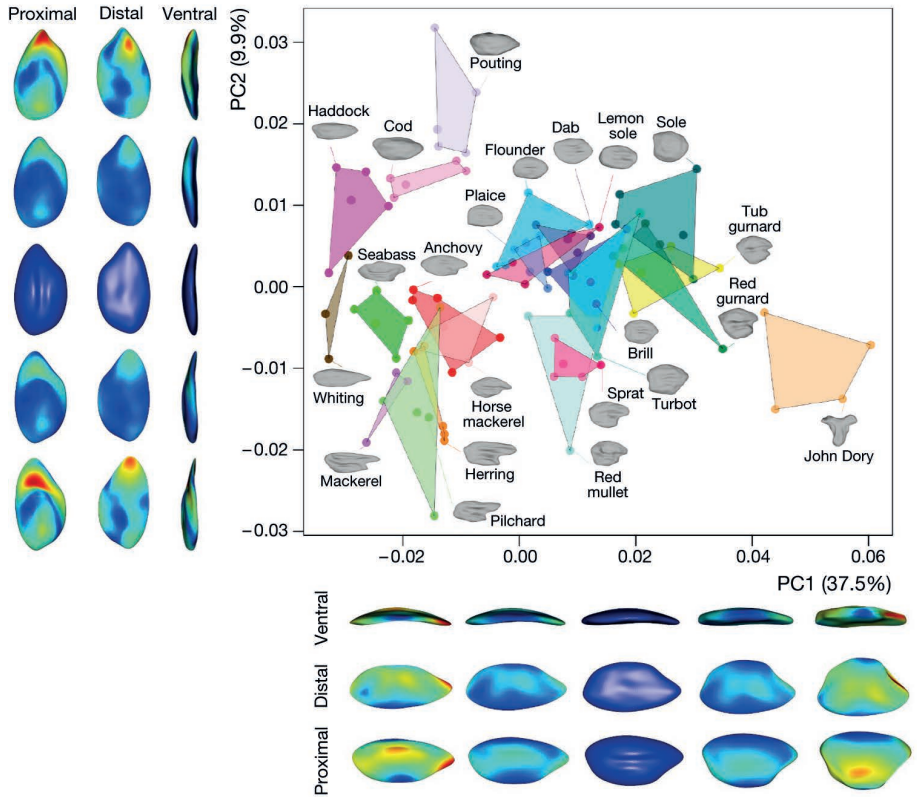 Proximal Distal Ventral
PC2 (9.9%)
0.03
0.02
0.01
0.00
−0.01
−0.02
−0.03
Pouting
Haddock
Cod
Flounder
Dab
Lemon
sole
Sole
Plaice
Seabass
Anchovy
Tub
gurnard
Red
gurnard
Brill
Whiting
Horse
mackerel
Sprat
Turbot
Mackerel
Herring
Red
mullet
John Dory
Pilchard
−0.02 0.00 0.02 0.04 0.06
PC1 (37.5%)
Ventral
Distal
Proximal